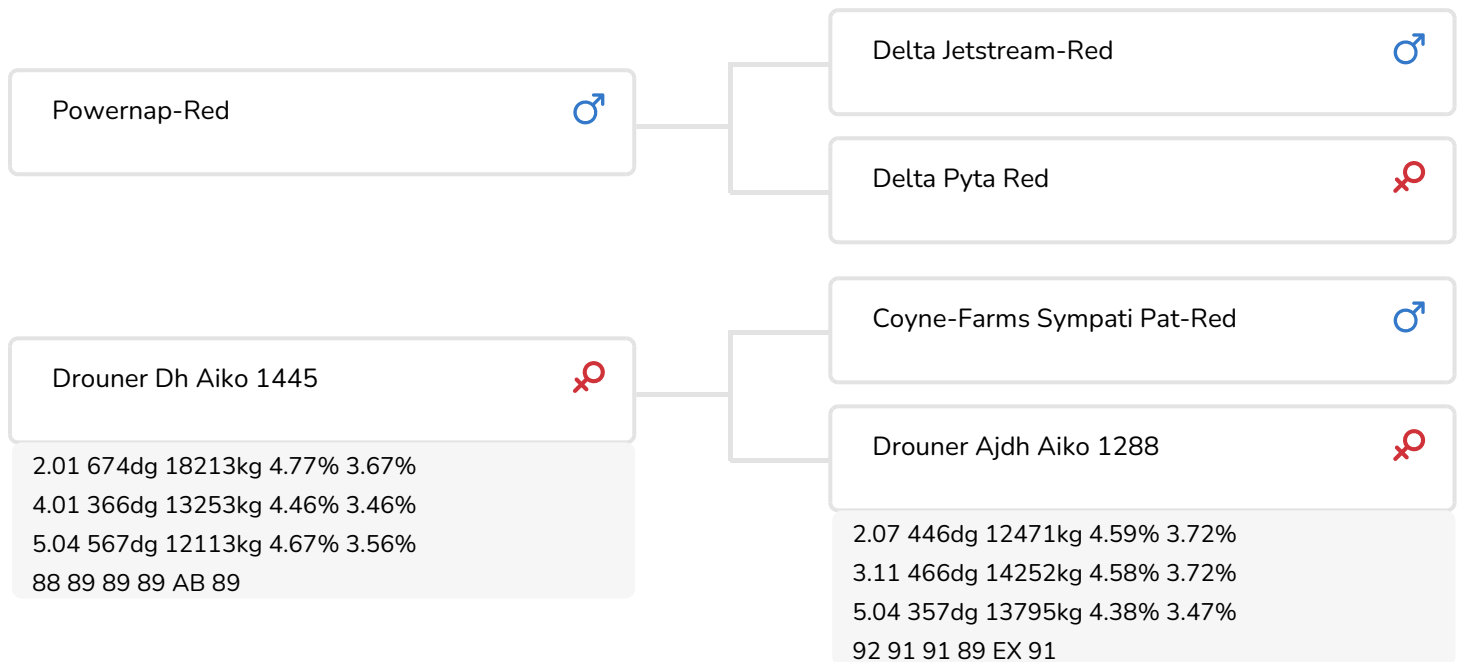 Powernap-Red
Delta Jetstream-Red
Delta Pyta Red
Drouner Dh Aiko 1445
2.01 674dg 18213kg 4.77% 3.67%
4.01 366dg 13253kg 4.46% 3.46%
5.04 567dg 12113kg 4.67% 3.56%
88 89 89 89 AB 89
Coyne-Farms Sympati Pat-Red
Drouner Ajdh Aiko 1288
2.07 446dg 12471kg 4.59% 3.72%
3.11 466dg 14252kg 4.58% 3.72%
5.04 357dg 13795kg 4.38% 3.47%
92 91 91 89 EX 91